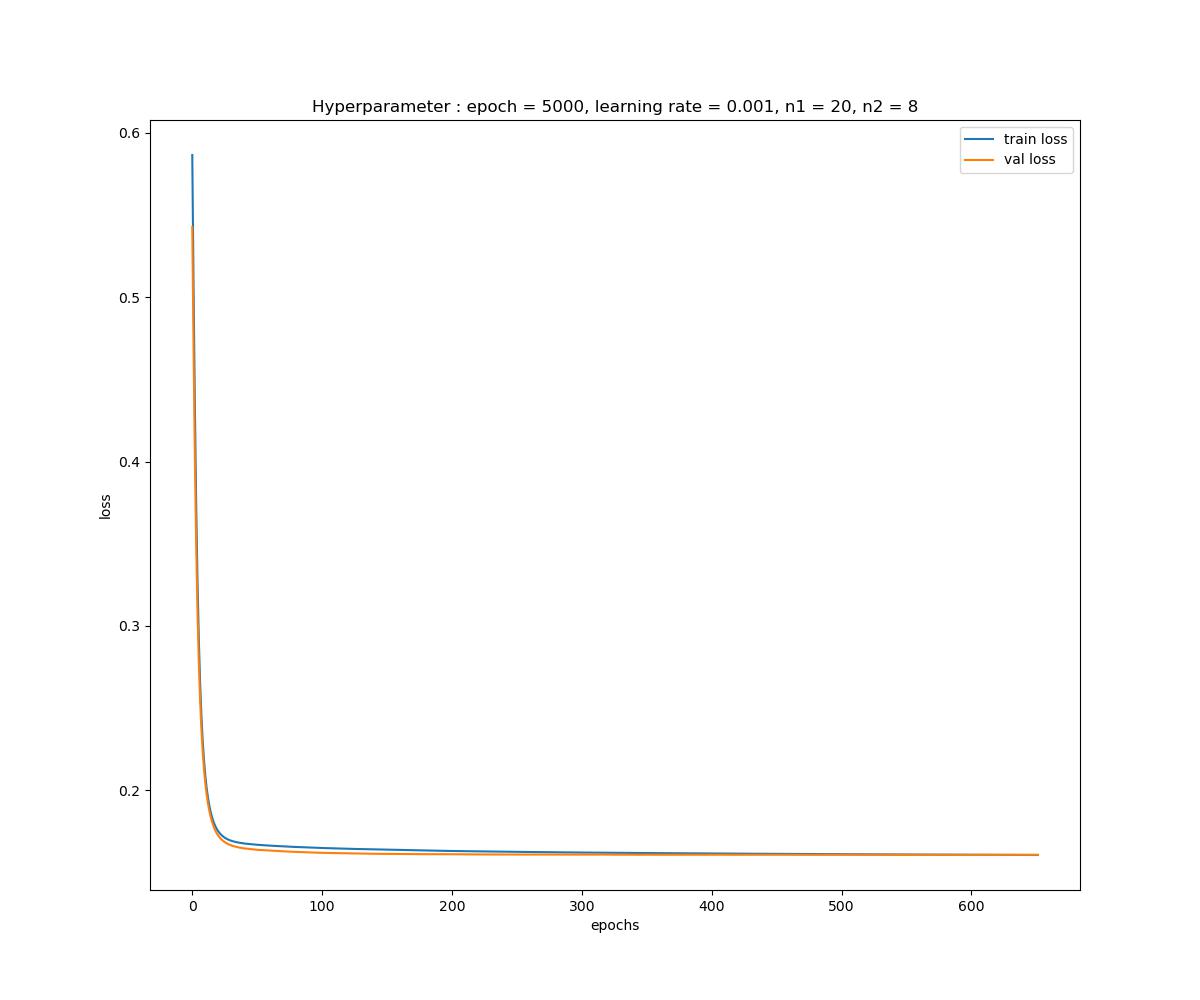 Hyperparameter : epoch = 5000, learning rate = 0.001, n1 = 20, n2 = 8
train loss
val loss
0.6
0.5
0.4
0.3
0.2
loss
0 100 200 300 400 500 600
epochs